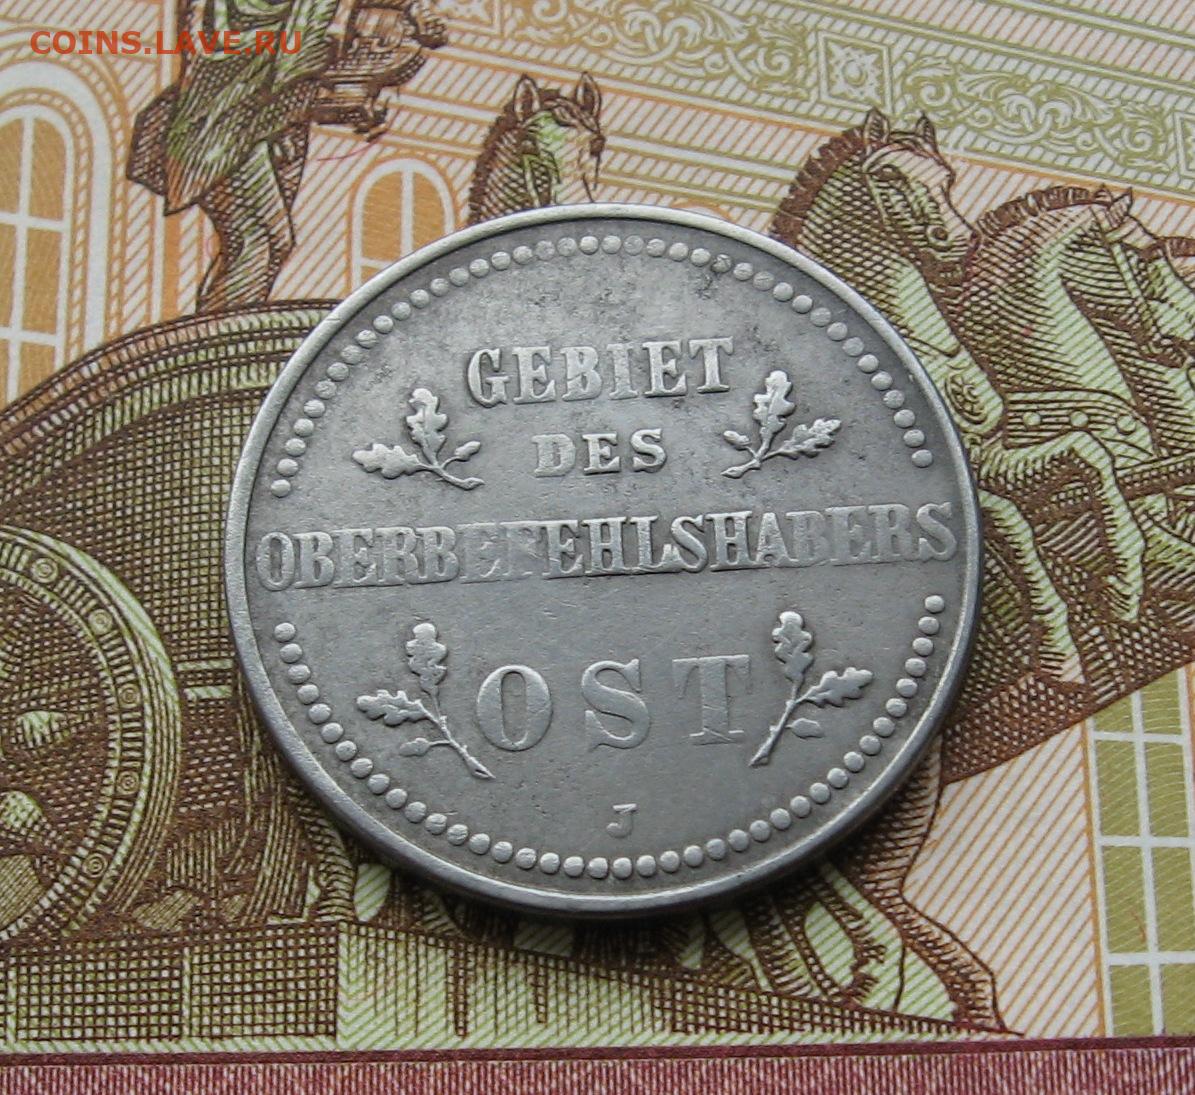 COINS.LAVE.RU
GEBIET
DES
OBERBEFEHLSHABERS
OST
J